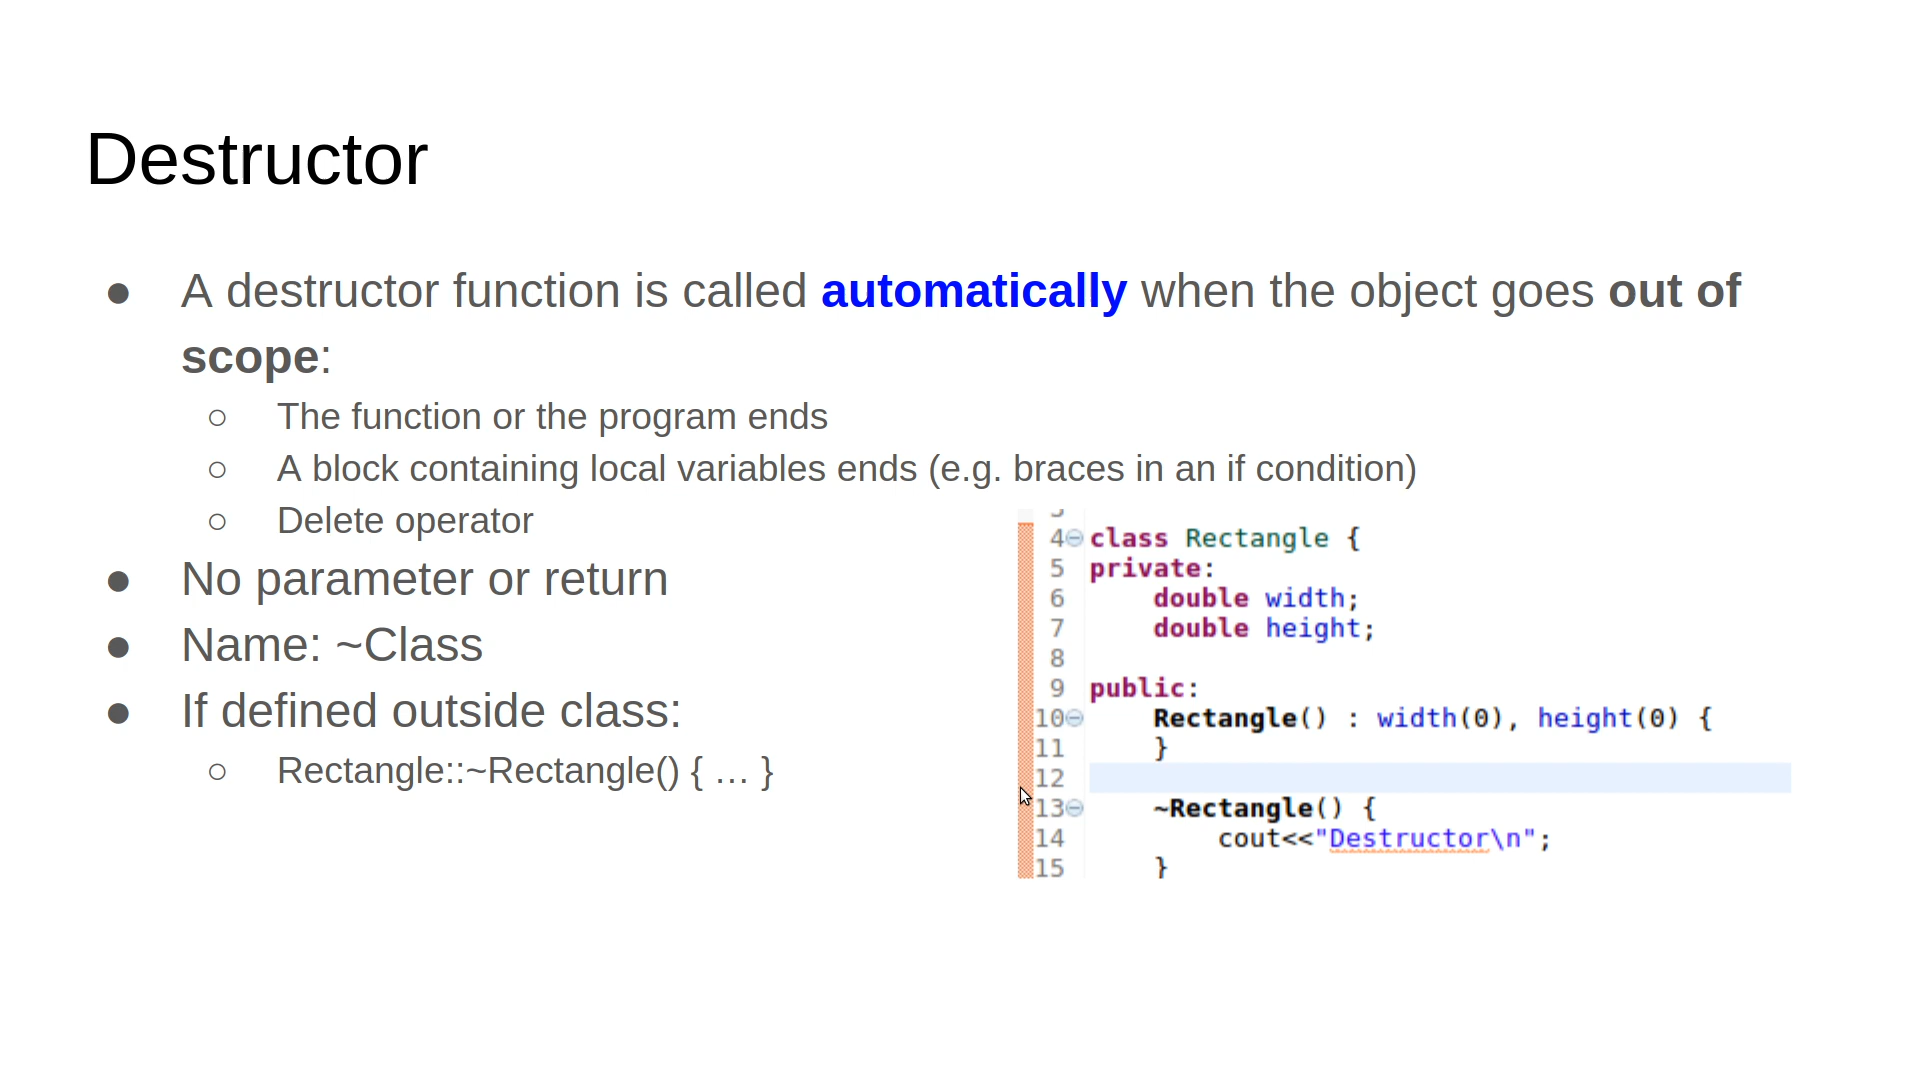 Destructor
● A destructor function is called automatically when the object goes out of
scope:
○ The function or the program ends
○ A block containing local variables ends (e.g. braces in an if condition)
○ Delete operator
● No parameter or return
● Name: ~Class
● If defined outside class:
○ Rectangle::~Rectangle() { … }
4 class Rectangle {
5 private:
6     double width;
7     double height;
8
9 public:
10     Rectangle() : width(0), height(0) {
11     }
12
13     ~Rectangle() {
14         cout<<"Destructor\n";
15     }